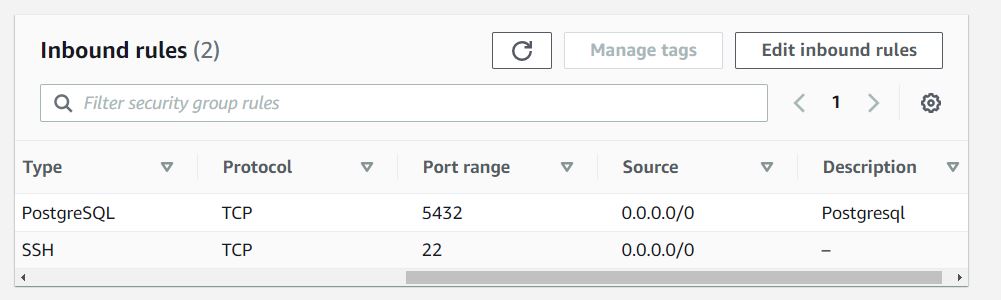 Inbound rules (2) Manage tags Edit inbound rules
Filter security group rules 1
Type Protocol Port range Source Description
PostgreSQL TCP 5432 0.0.0.0/0 Postgresql
SSH TCP 22 0.0.0.0/0 –